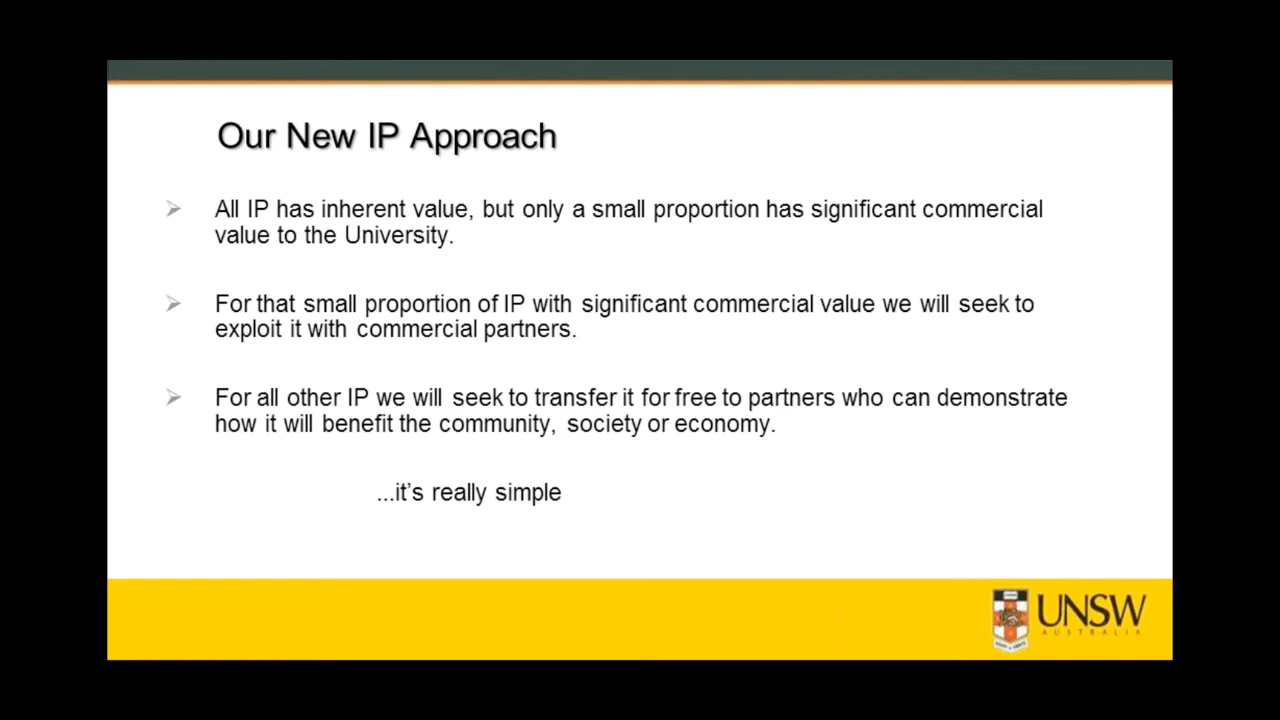 Our New IP Approach
All IP has inherent value, but only a small proportion has significant commercial
value to the University.
For that small proportion of IP with significant commercial value we will seek to
exploit it with commercial partners.
For all other IP we will seek to transfer it for free to partners who can demonstrate
how it will benefit the community, society or economy.
...it's really simple
UNSW
AUSTRALIA